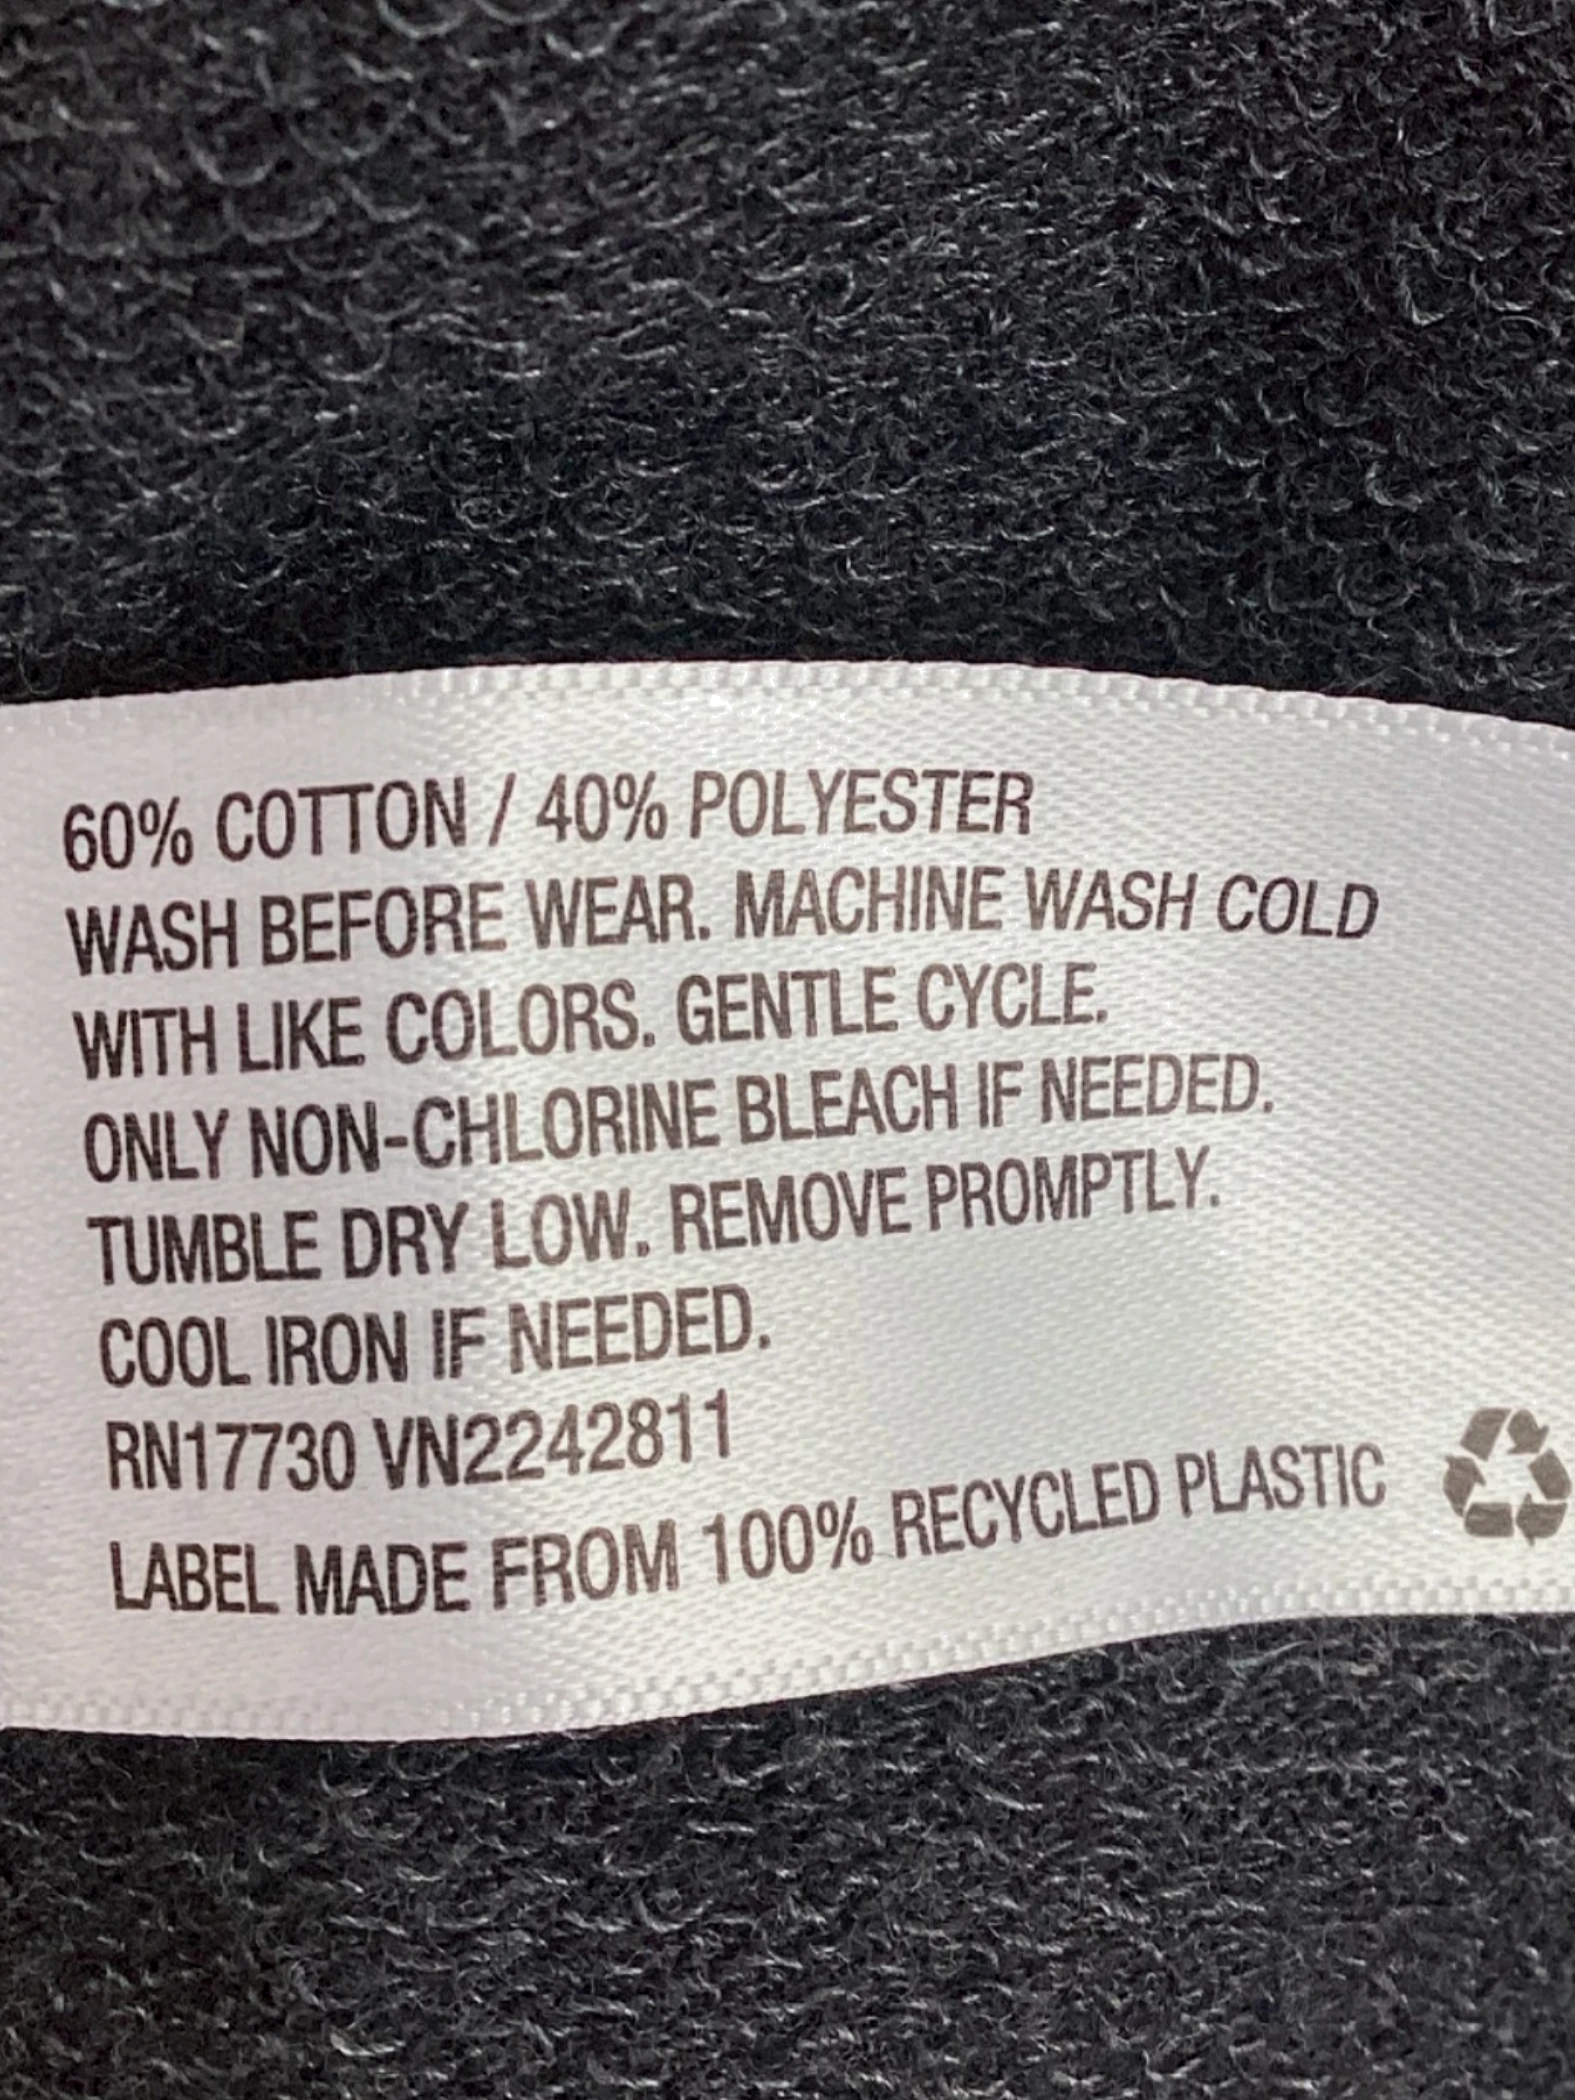 60% COTTON / 40% POLYESTER
WASH BEFORE WEAR. MACHINE WASH COLD
WITH LIKE COLORS. GENTLE CYCLE.
ONLY NON-CHLORINE BLEACH IF NEEDED.
TUMBLE DRY LOW. REMOVE PROMPTLY.
COOL IRON IF NEEDED.
RN17730 VN2242811
LABEL MADE FROM 100% RECYCLED PLASTIC